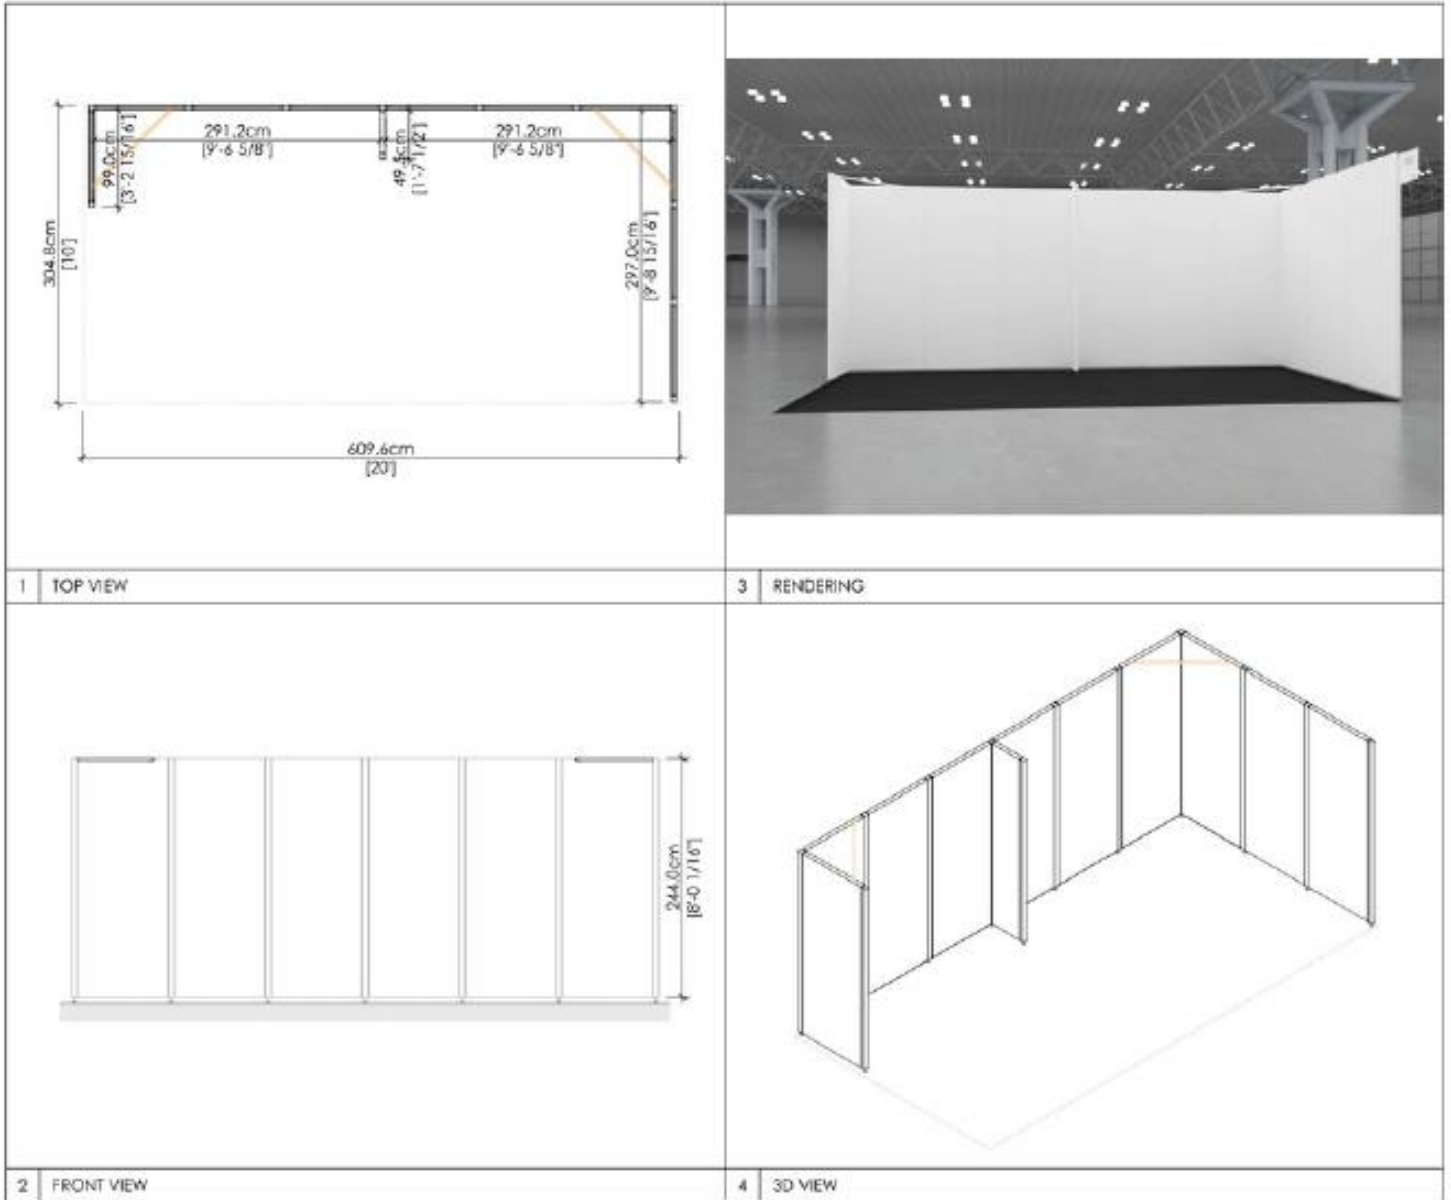 291.2cm
[9'-6 5/8"]
291.2cm
[9'-6 5/8"]
99.0cm
[3'-2 15/16"]
49.5cm
[1'-7 1/2"]
304.8cm
[10']
297.0cm
[9'-8 15/16"]
609.6cm
[20']
1 TOP VIEW
3 RENDERING
244.0cm
[8'-0 1/16"]
2 FRONT VIEW
4 3D VIEW